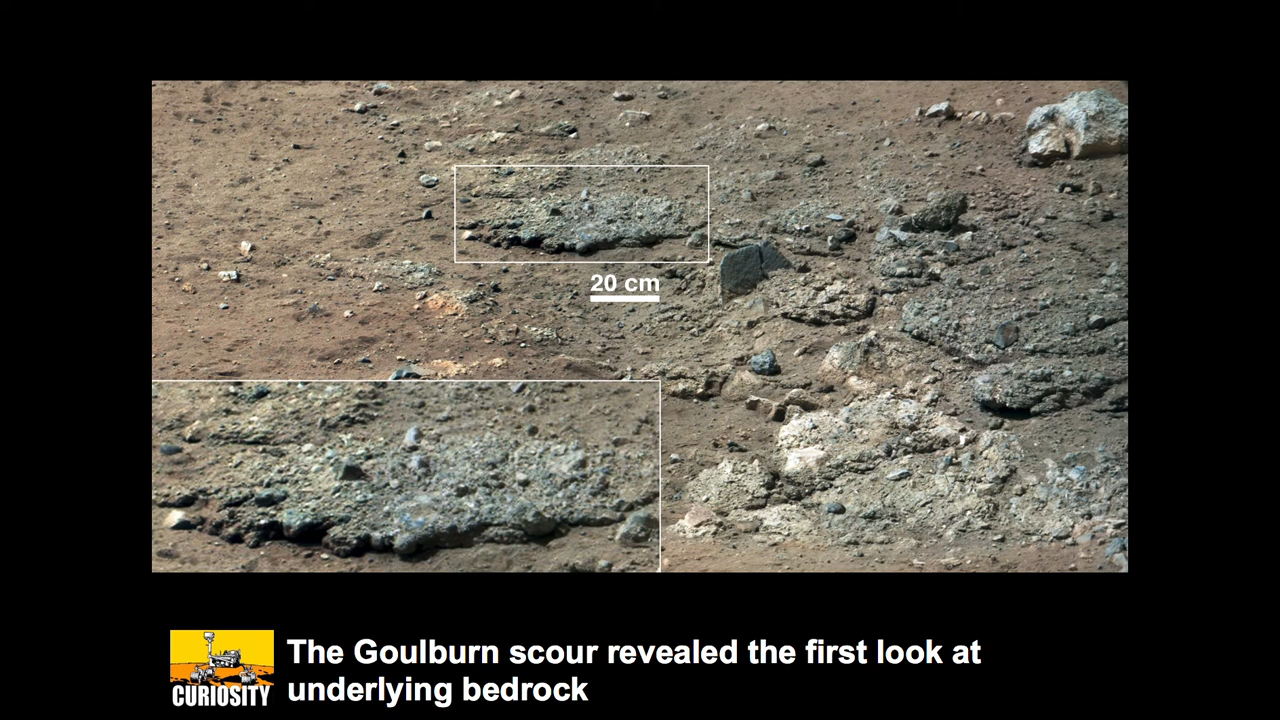 20 cm
CURIOSITY
The Goulburn scour revealed the first look at
underlying bedrock